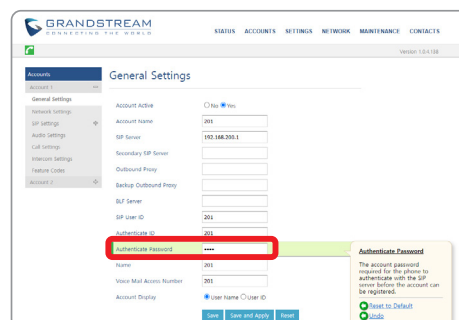 GRANDSTREAM
CONNECTING THE WORLD
STATUS ACCOUNTS SETTINGS NETWORK MAINTENANCE CONTACTS
Version 1.0.4.138
Accounts
Account 1
General Settings
Network Settings
SIP Settings
Audio Settings
Call Settings
Intercom Settings
Feature Codes
Account 2
General Settings
Account Active No Yes
Account Name 201
SIP Server 192.168.200.1
Secondary SIP Server
Outbound Proxy
Backup Outbound Proxy
BLF Server
SIP User ID 201
Authenticate ID 201
Authenticate Password ••••
Name 201
Voice Mail Access Number 201
Account Display User Name User ID
Save Save and Apply Reset
Authenticate Password
The account password
required for the phone to
authenticate with the SIP
server before the account can
be registered.
Reset to Default
Undo